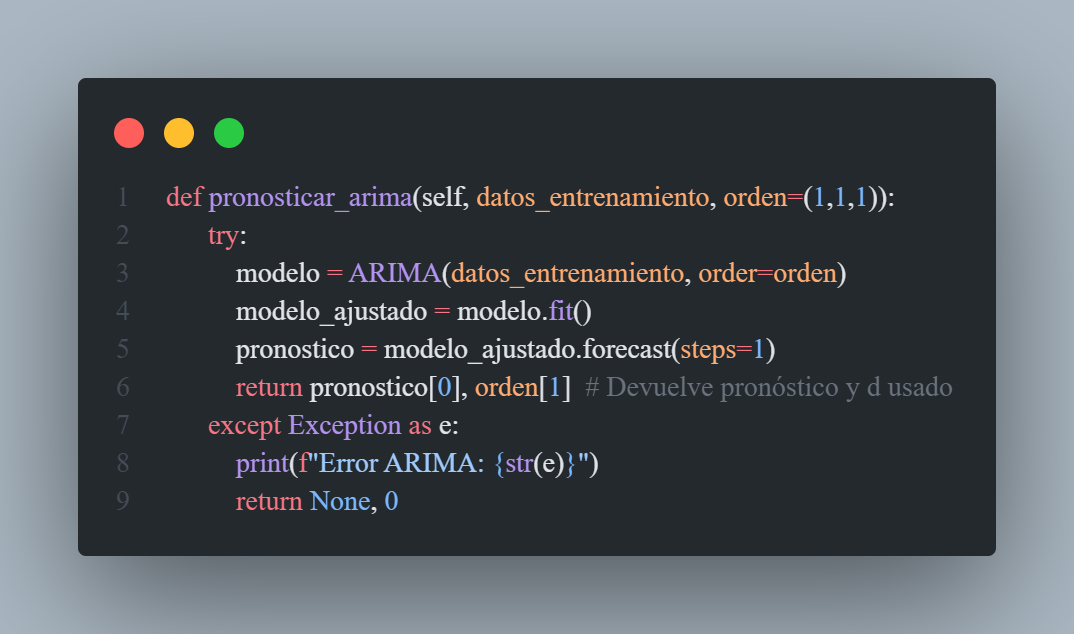 1 def pronosticar_arima(self, datos_entrenamiento, orden=(1,1,1)):
2 try:
3 modelo = ARIMA(datos_entrenamiento, order=orden)
4 modelo_ajustado = modelo.fit()
5 pronostico = modelo_ajustado.forecast(steps=1)
6 return pronostico[0], orden[1] # Devuelve pronóstico y d usado
7 except Exception as e:
8 print(f"Error ARIMA: {str(e)}")
9 return None, 0